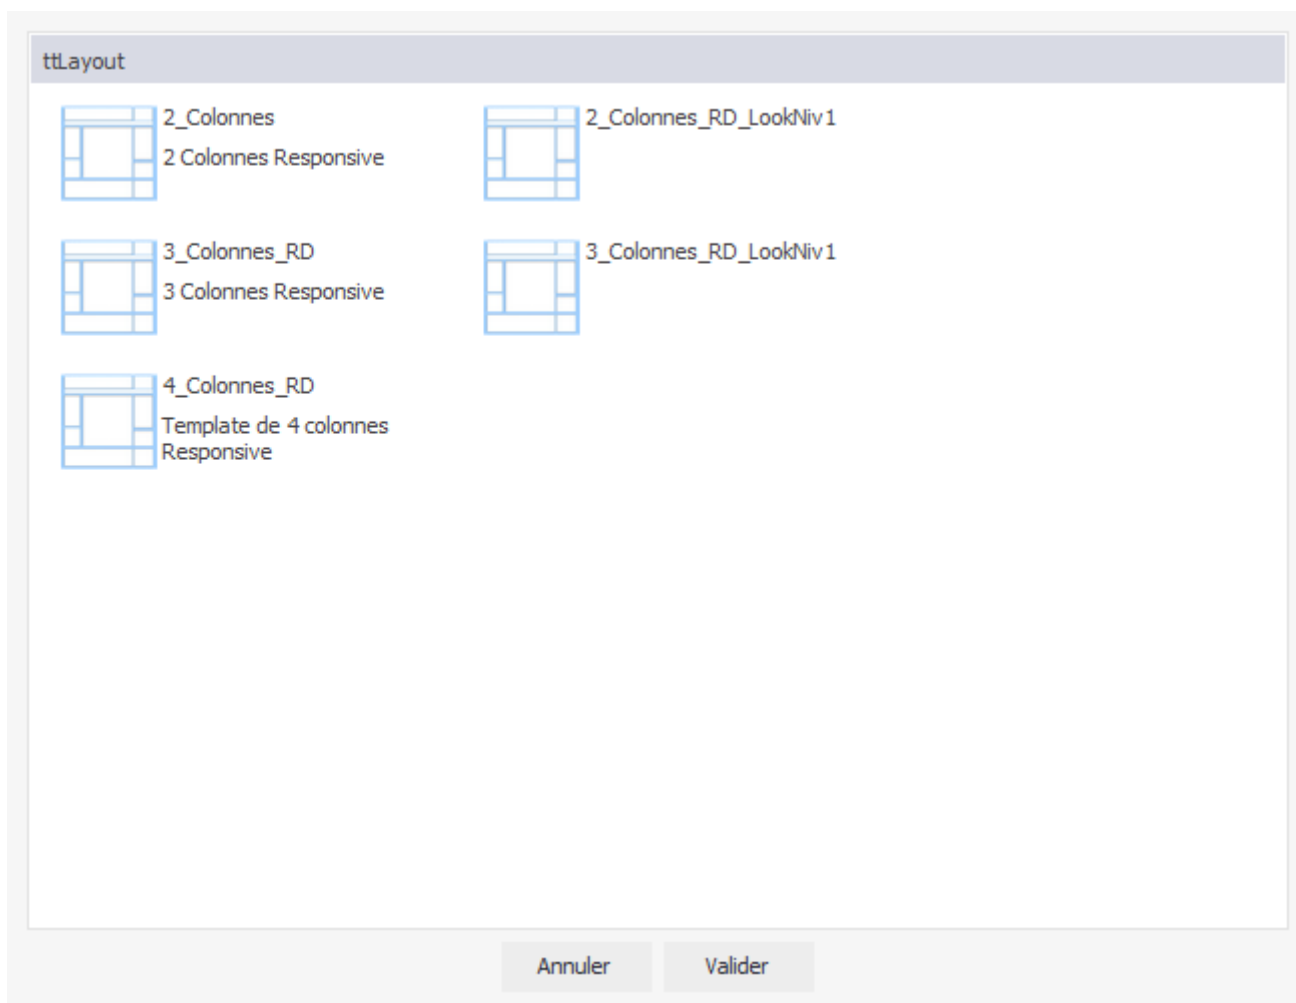 ttLayout
2_Colonnes
2 Colonnes Responsive
2_Colonnes_RD_LookNiv1
3_Colonnes_RD
3 Colonnes Responsive
3_Colonnes_RD_LookNiv1
4_Colonnes_RD
Template de 4 colonnes
Responsive
Annuler
Valider